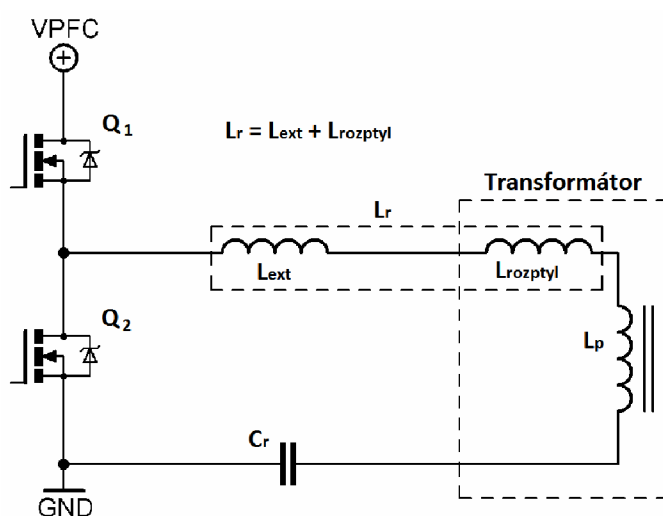 VPFC
Q1
Lr = Lext + Lrozptyl
Transformátor
Lr
Lext
Lrozptyl
Q2
Lp
Cr
GND